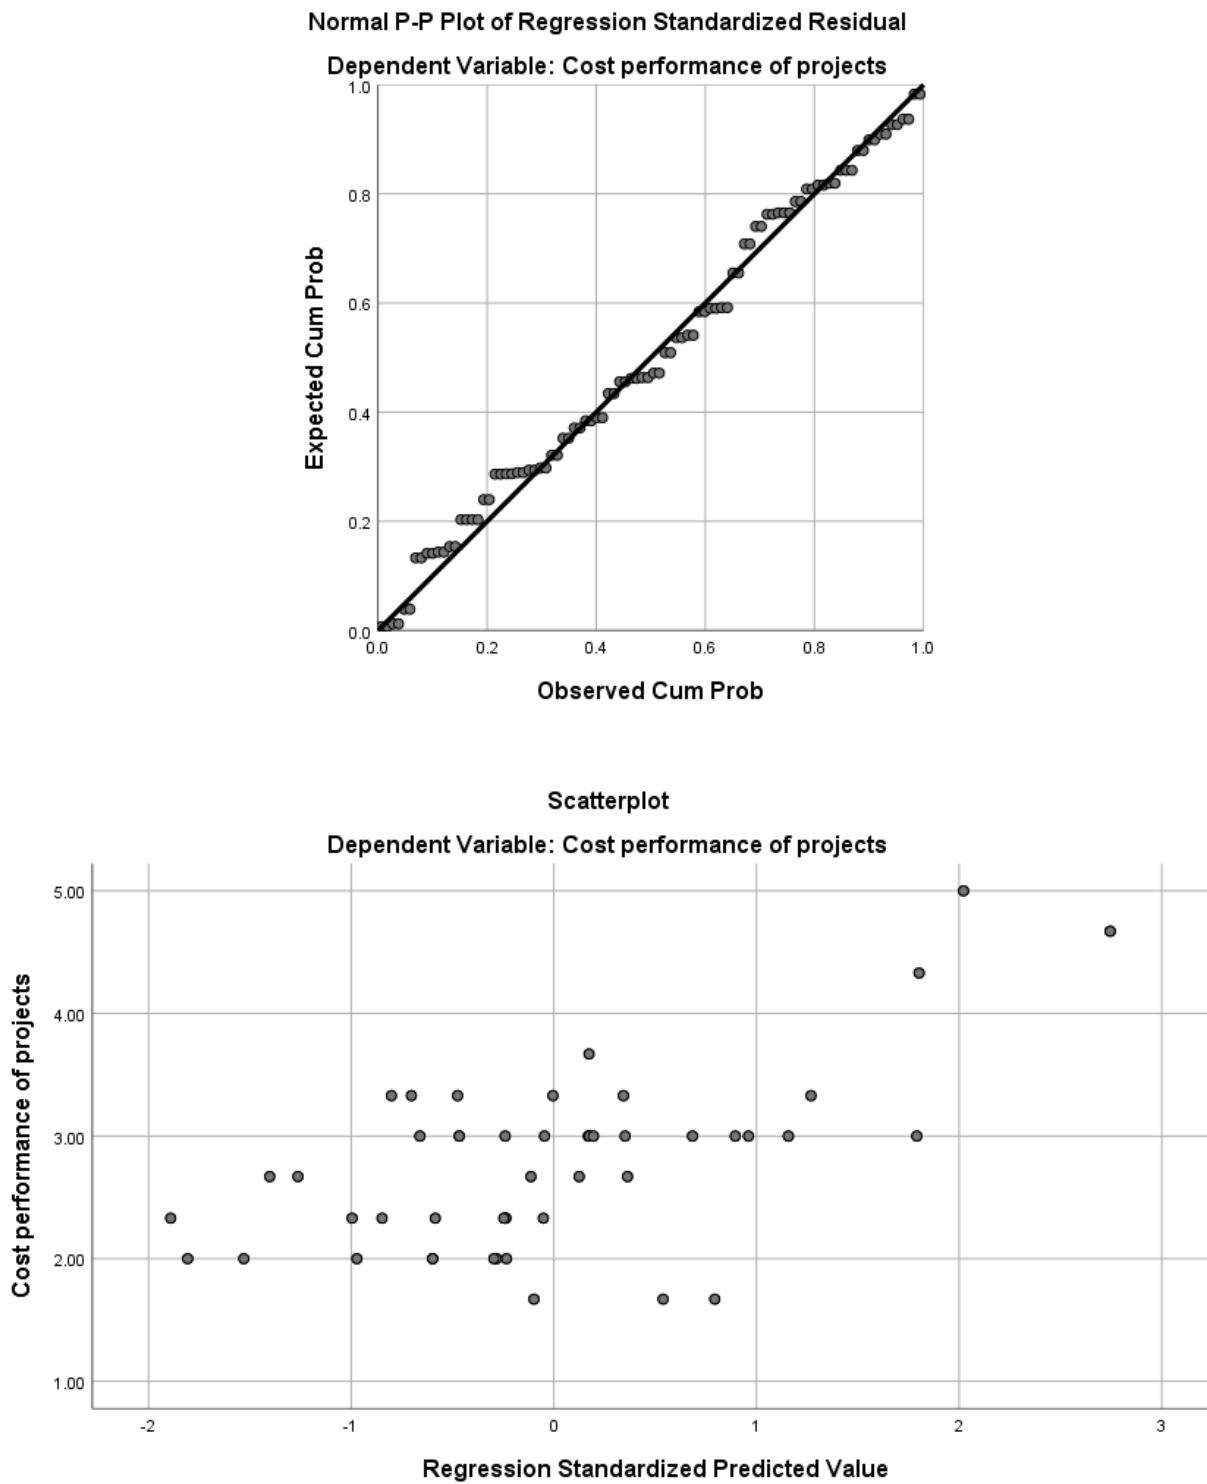 Normal P-P Plot of Regression Standardized Residual
Dependent Variable: Cost performance of projects
1.0
0.8
0.6
0.4
0.2
0.0
Expected Cum Prob
0.0 0.2 0.4 0.6 0.8 1.0
Observed Cum Prob
Scatterplot
Dependent Variable: Cost performance of projects
5.00
4.00
3.00
2.00
1.00
Cost performance of projects
-2 -1 0 1 2 3
Regression Standardized Predicted Value